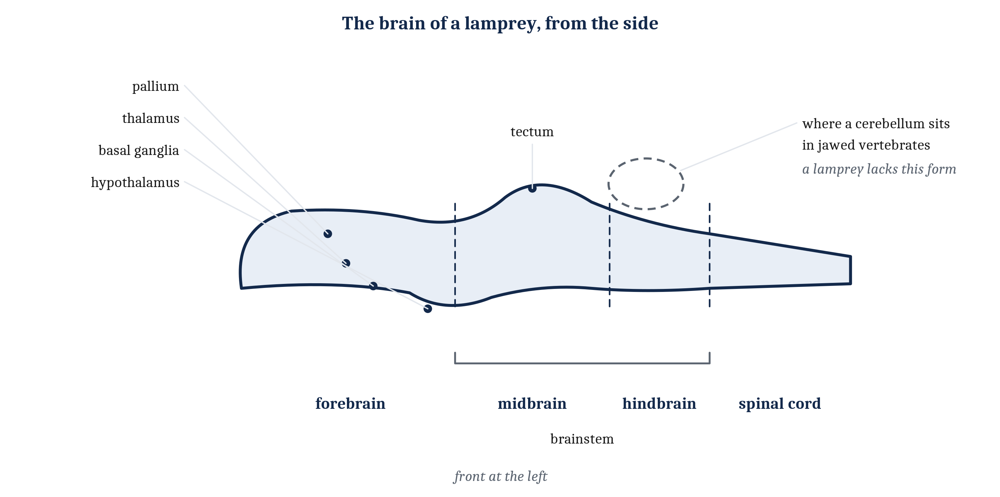 The brain of a lamprey, from the side
pallium
thalamus
basal ganglia
hypothalamus
tectum
where a cerebellum sits
in jawed vertebrates
a lamprey lacks this form
forebrain
midbrain
hindbrain
spinal cord
brainstem
front at the left